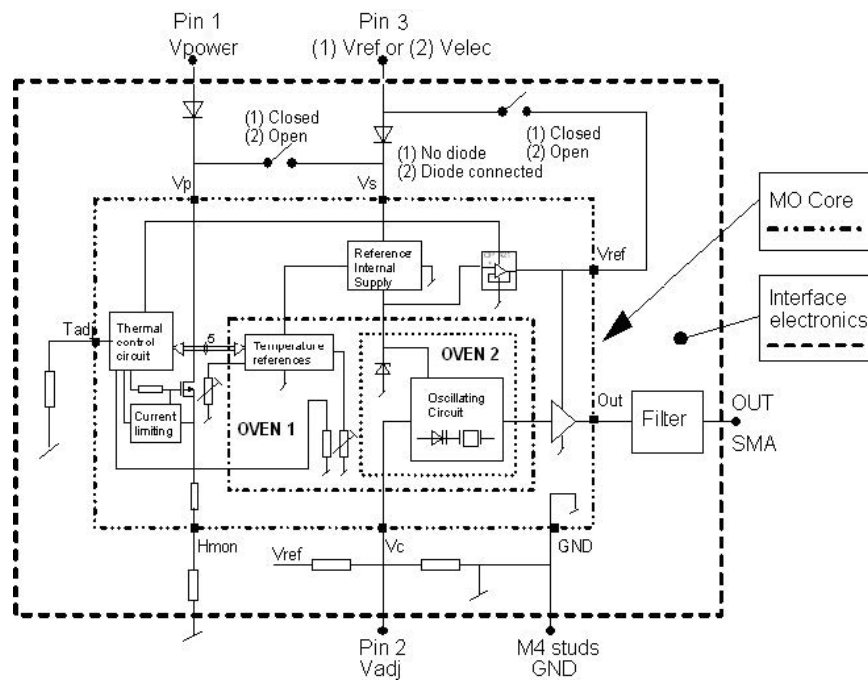 Pin 1
Vpower
Pin 3
(1) Vref or (2) Velec
(1) Closed
(2) Open
(1) Closed
(2) Open
(1) No diode
(2) Diode connected
Vp
Vs
MO Core
Vref
Reference
Internal
Supply
Interface
electronics
Tad
Thermal
control
circuit
5
Temperature
references
OVEN 2
Oscillating
Circuit
Out
Filter
OUT
SMA
Current
limiting
OVEN 1
Hmon
Vref
Vc
GND
Pin 2
Vadj
M4 studs
GND